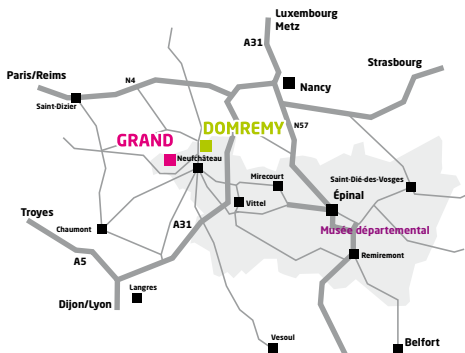 Luxembourg
Metz
A31
Strasbourg
Paris/Reims
N4
Nancy
Saint-Dizier
N57
DOMREMY
GRAND
Neufchâteau
Mirecourt
Saint-Dié-des-Vosges
Épinal
Vittel
Troyes
Chaumont
A31
Musée départemental
Remiremont
A5
Langres
Dijon/Lyon
Vesoul
Belfort